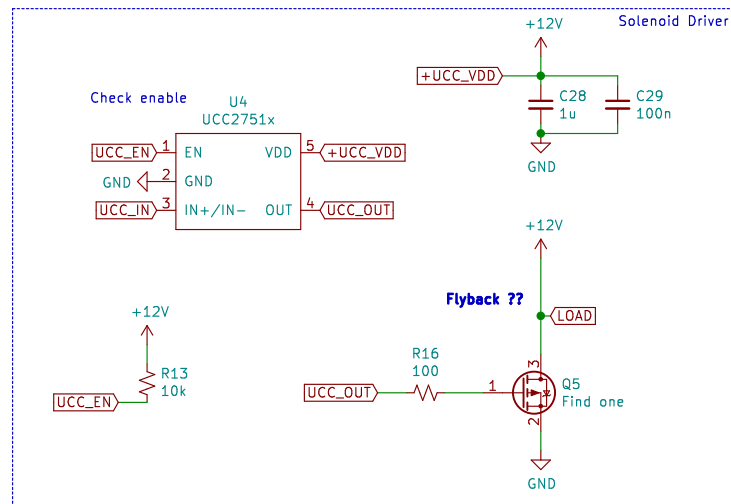 Solenoid Driver
+12V
+UCC_VDD
C28
1u
C29
100n
GND
Check enable
U4
UCC2751x
UCC_EN
1
EN
VDD
5
+UCC_VDD
GND
2
GND
UCC_IN
3
IN+/IN-
OUT
4
UCC_OUT
+12V
Flyback ??
LOAD
+12V
R13
10k
UCC_EN
R16
100
UCC_OUT
1
3
Q5
Find one
2
GND